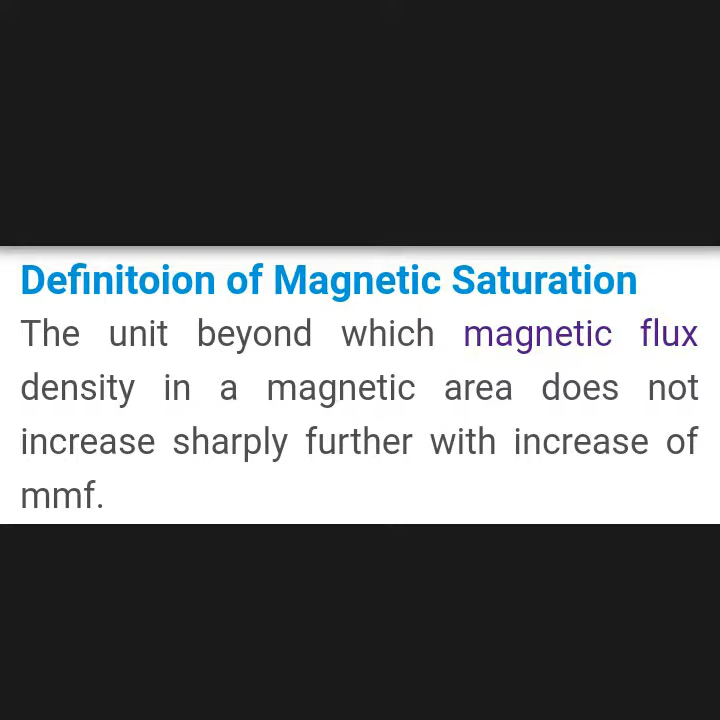 Definitoion of Magnetic Saturation
The unit beyond which magnetic flux
density in a magnetic area does not
increase sharply further with increase of
mmf.